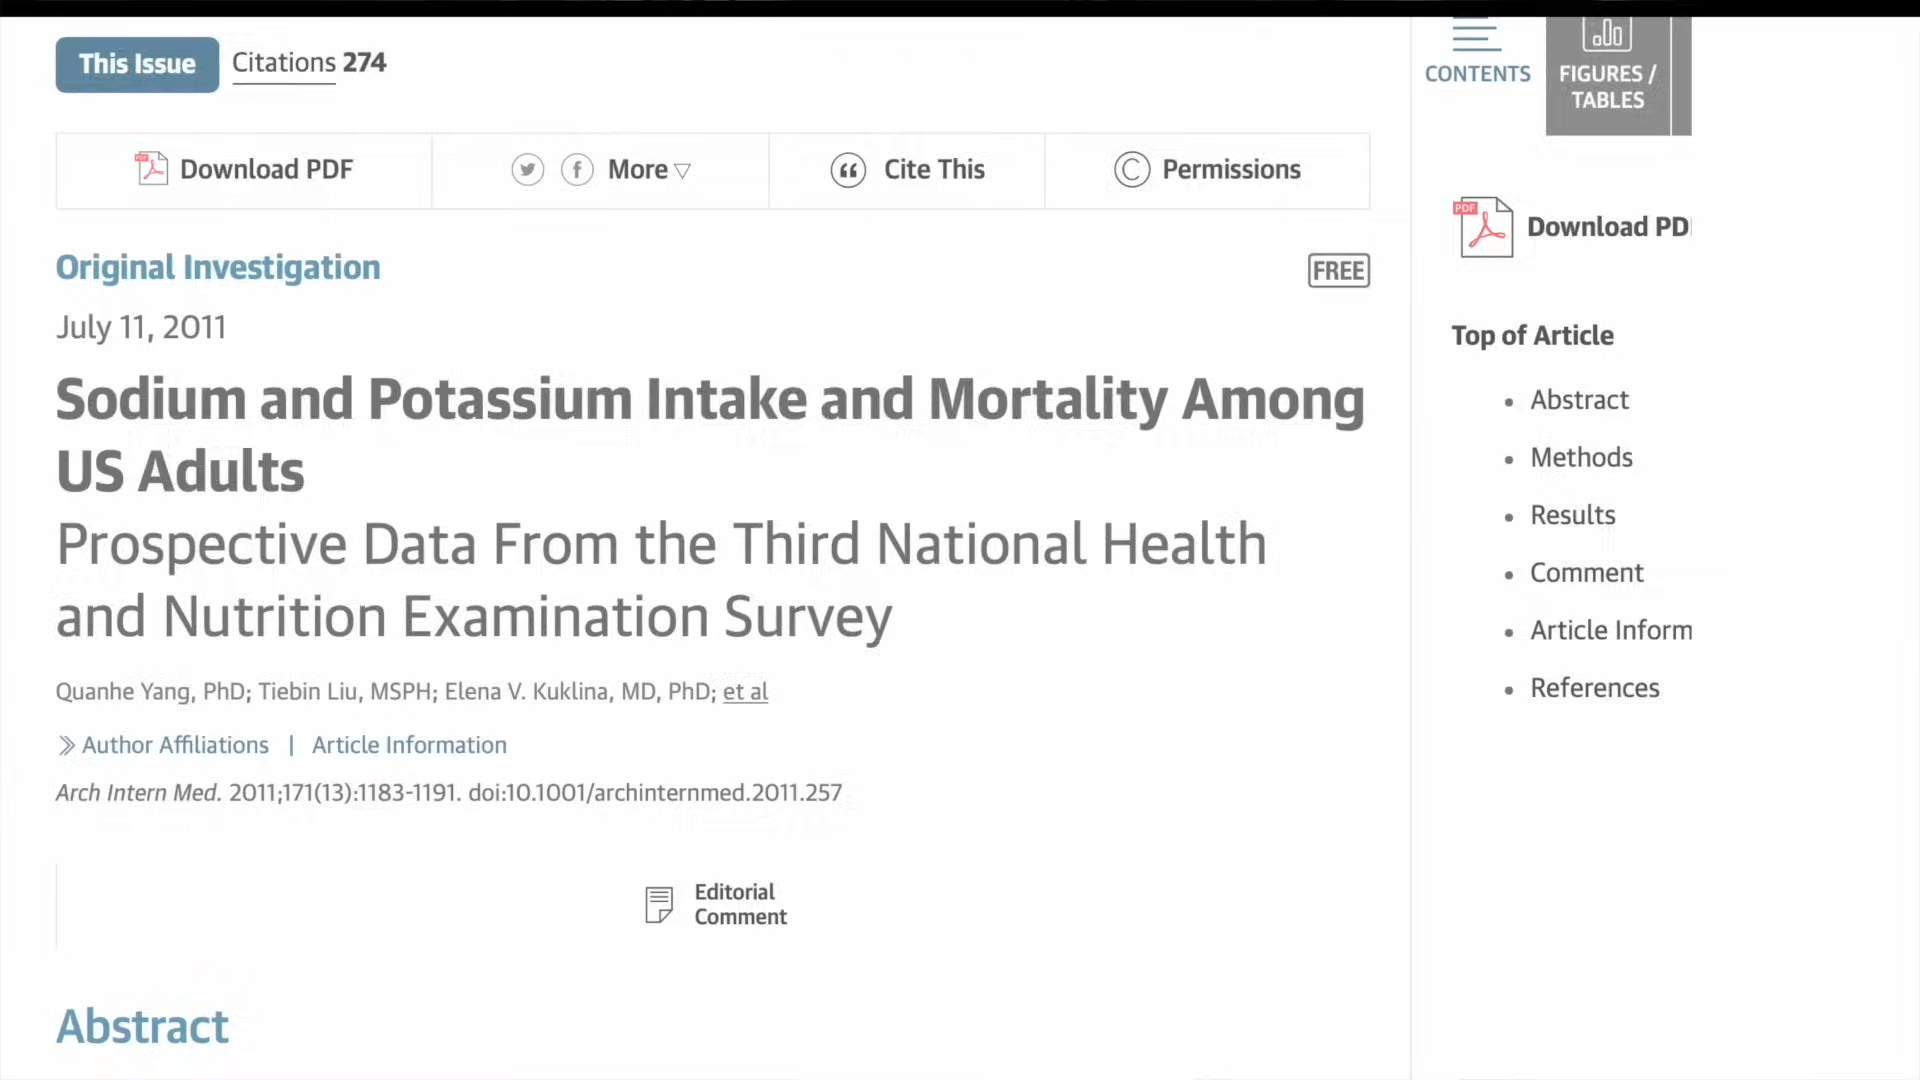 This Issue
Citations 274
CONTENTS
FIGURES /
TABLES
Download PDF
More
Cite This
Permissions
Download PD
Original Investigation
FREE
July 11, 2011
Top of Article
Sodium and Potassium Intake and Mortality Among
US Adults
Prospective Data From the Third National Health
and Nutrition Examination Survey
Abstract
Methods
Results
Comment
Article Inform
References
Quanhe Yang, PhD; Tiebin Liu, MSPH; Elena V. Kuklina, MD, PhD; et al
Author Affiliations | Article Information
Arch Intern Med. 2011;171(13):1183-1191. doi:10.1001/archinternmed.2011.257
Editorial
Comment
Abstract